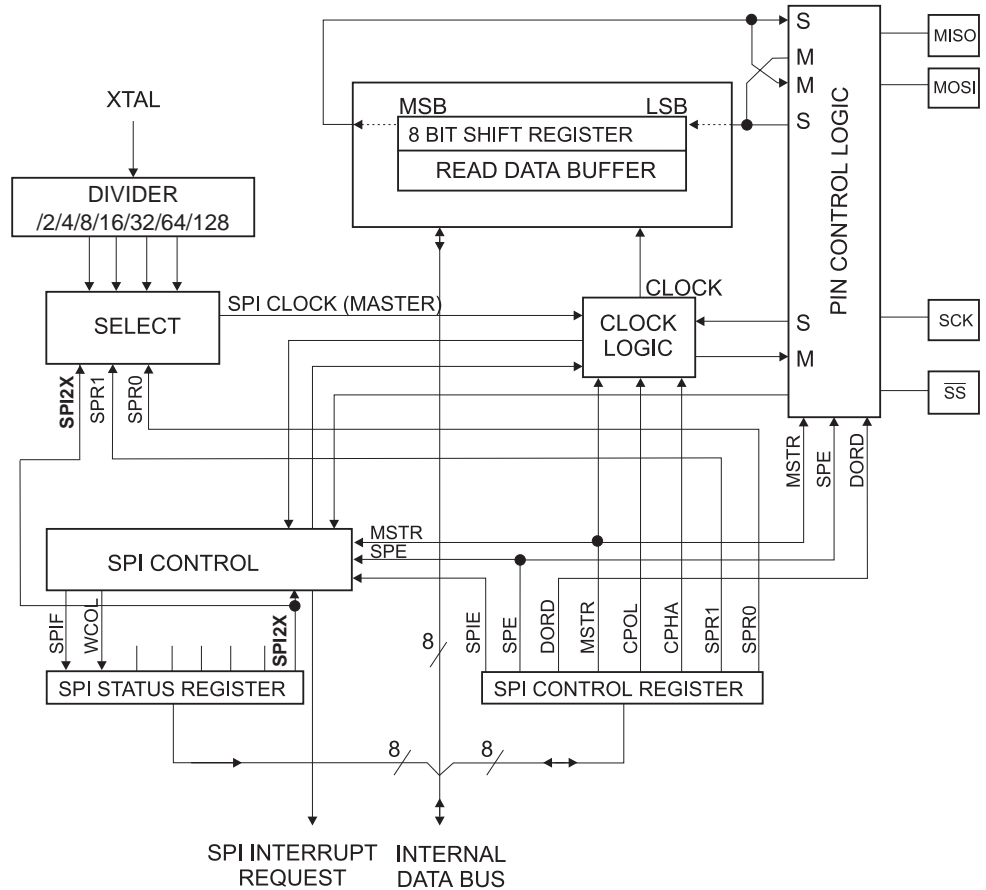 S
MISO
M
M
MOSI
XTAL
MSB
LSB
S
8 BIT SHIFT REGISTER
READ DATA BUFFER
DIVIDER
/2/4/8/16/32/64/128
PIN CONTROL LOGIC
SPI CLOCK (MASTER)
CLOCK
SELECT
CLOCK
LOGIC
S
SCK
M
SS
SPI2X
SPR1
SPR0
MSTR
SPE
DORD
MSTR
SPE
SPI CONTROL
SPIF
WCOL
SPI2X
8
SPIE
SPE
DORD
MSTR
CPOL
CPHA
SPR1
SPR0
SPI STATUS REGISTER
SPI CONTROL REGISTER
8
8
SPI INTERRUPT
REQUEST
INTERNAL
DATA BUS